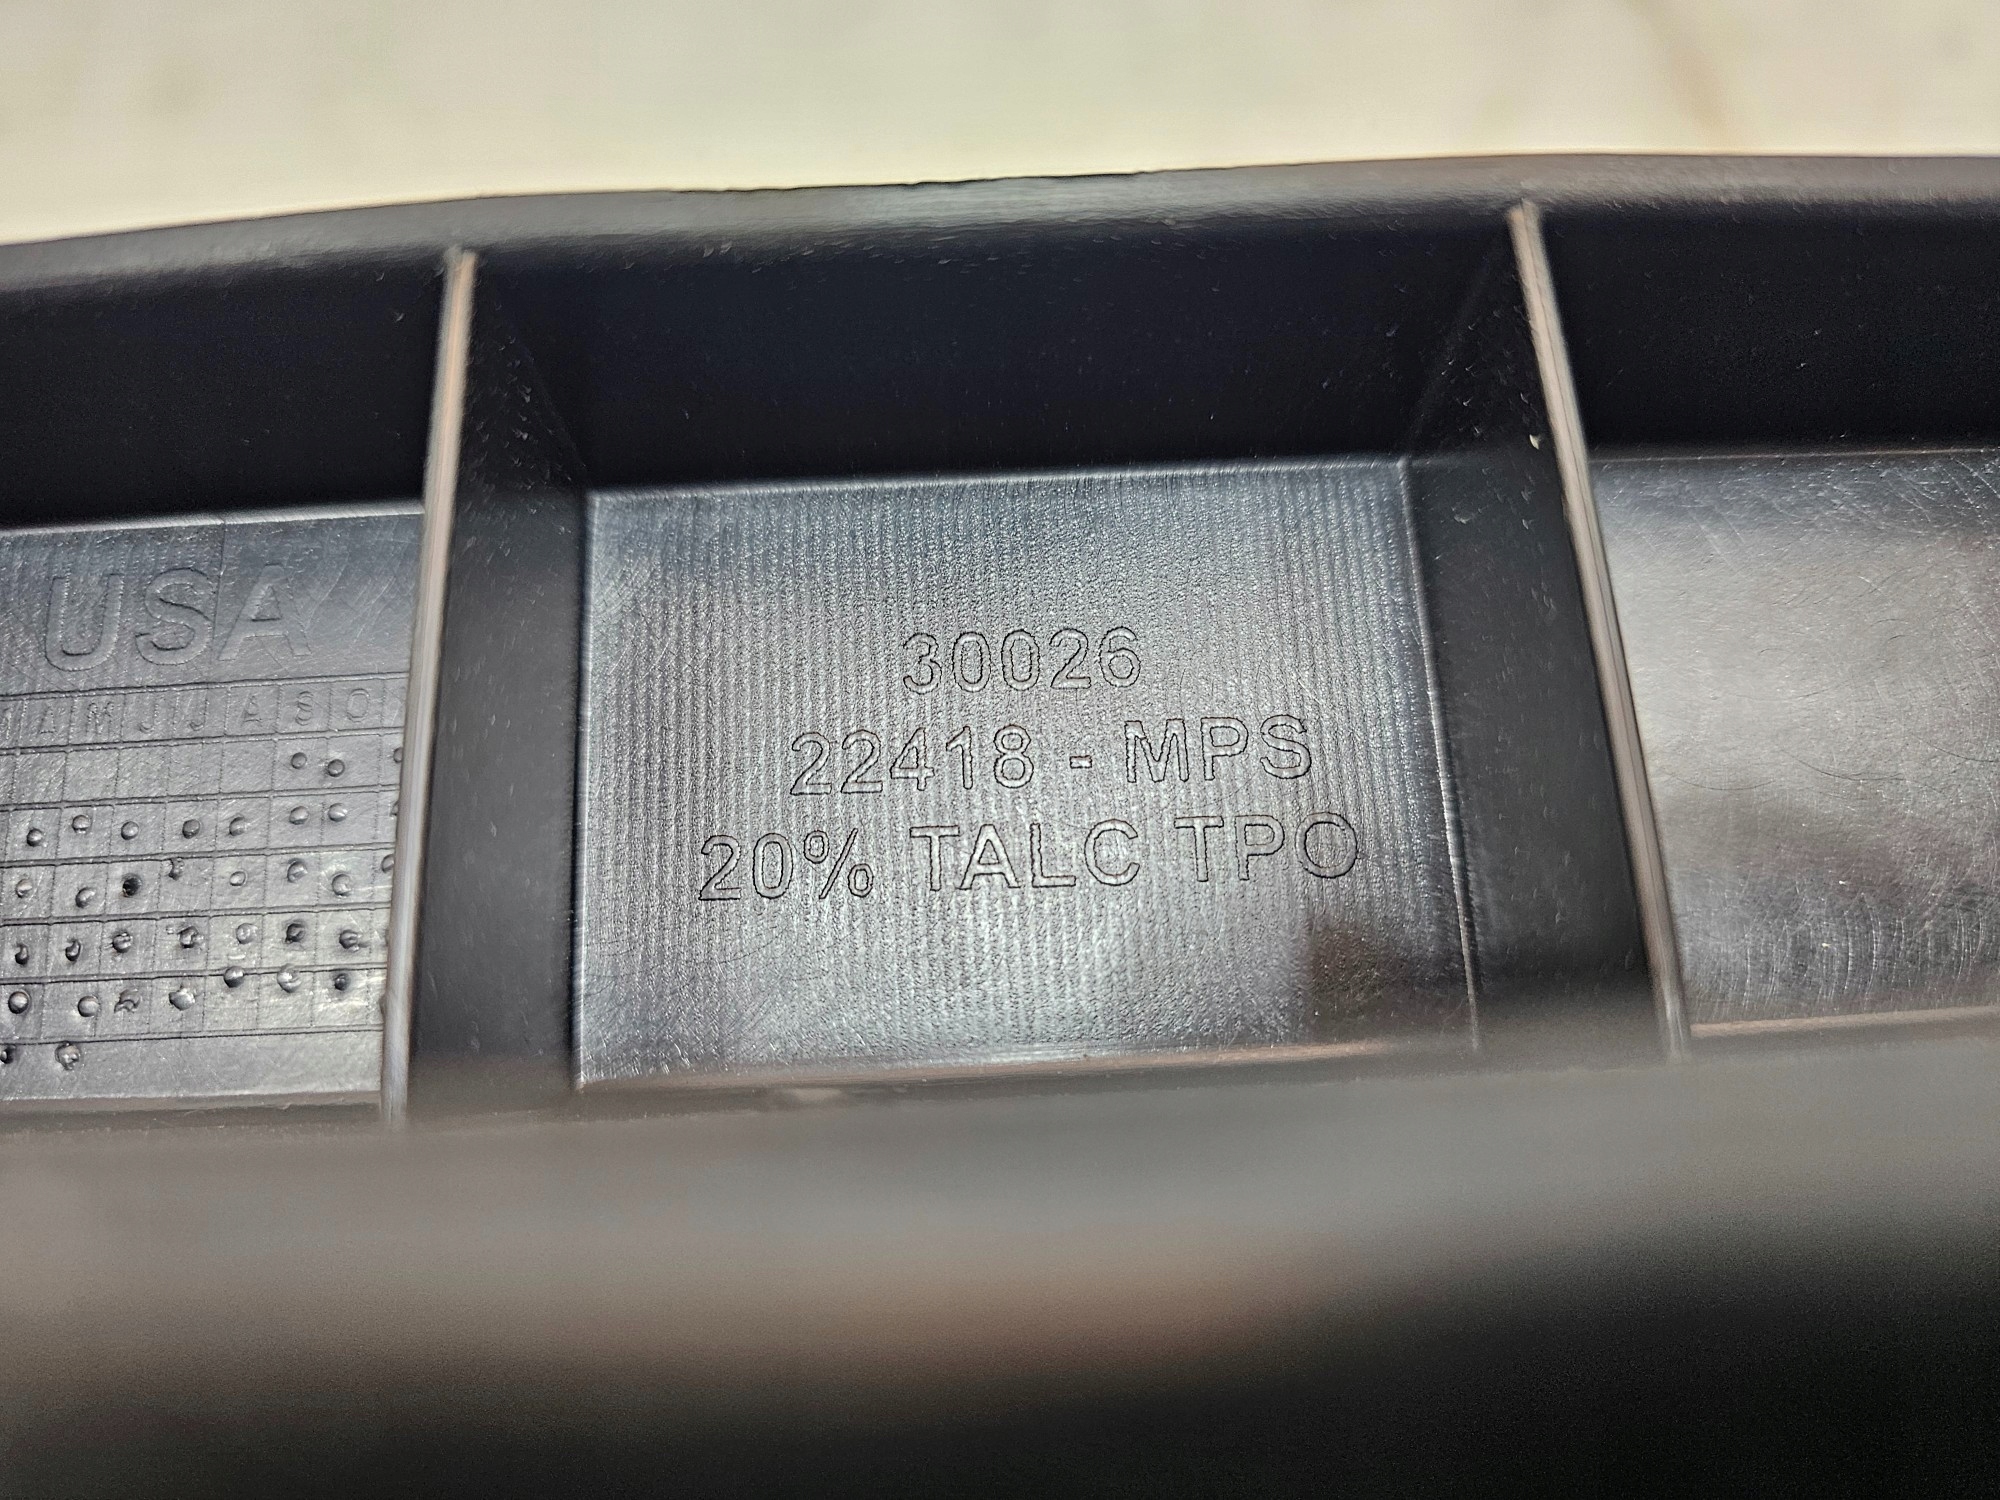 USA
M J J A S O
30026
22418 - MPS
20% TALC TPO